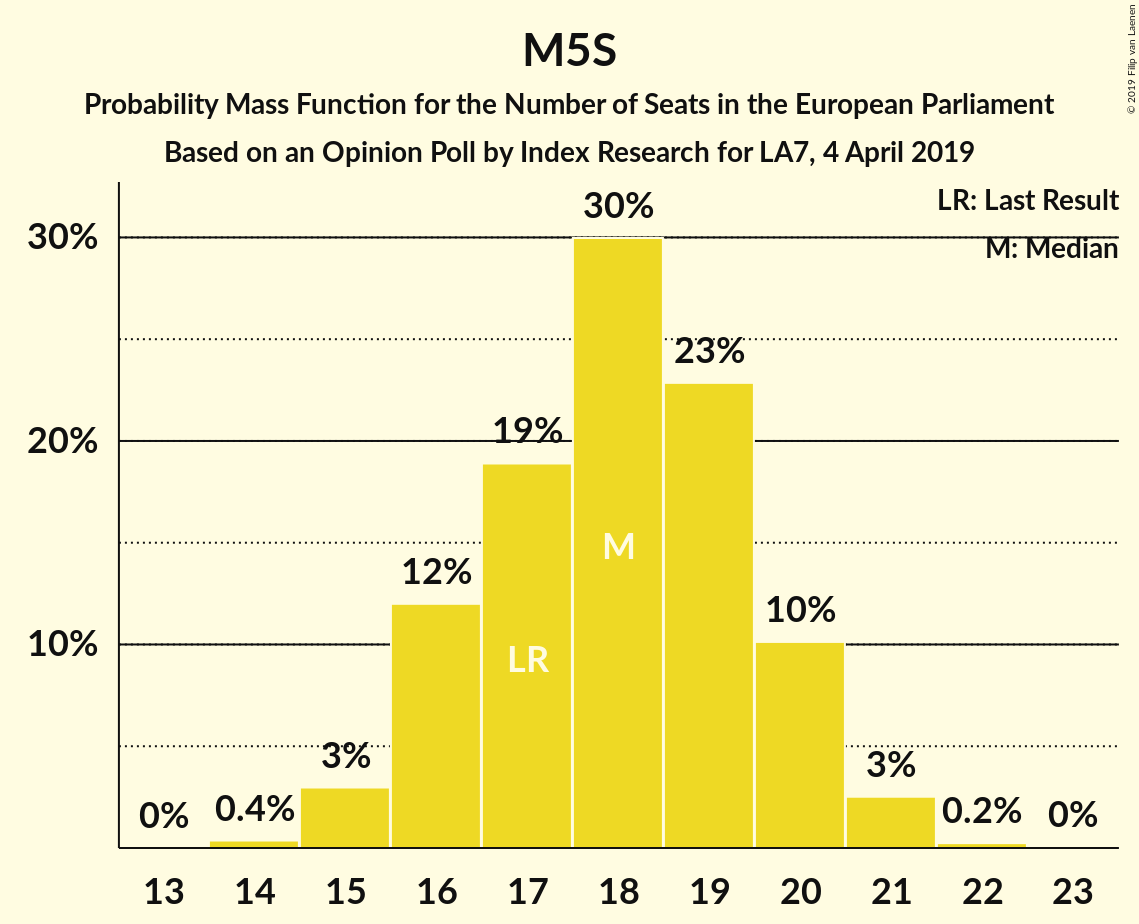 M5S
Probability Mass Function for the Number of Seats in the European Parliament
Based on an Opinion Poll by Index Research for LA7, 4 April 2019
© 2019 Filip van Laenen
LR: Last Result
M: Median
30%
20%
10%
0%
0.4%
3%
12%
19%
30%
23%
10%
3%
0.2%
0%
LR
M
13 14 15 16 17 18 19 20 21 22 23